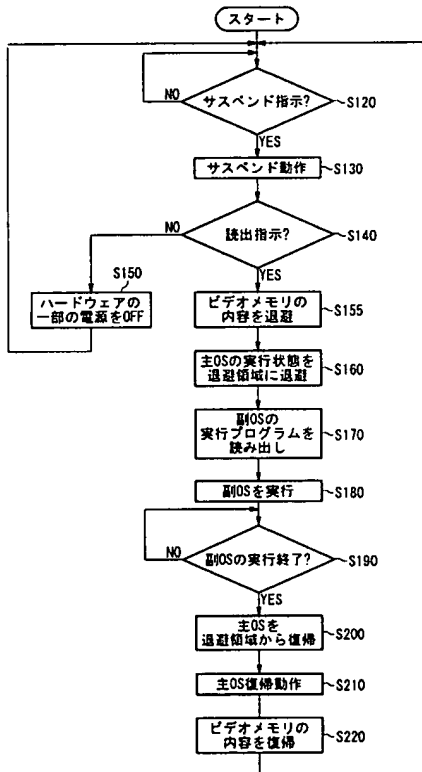 スタート
サスペンド指示?
NO
S120
YES
サスペンド動作
S130
読出指示?
NO
S140
YES
S150
ハードウェアの
一部の電源をOFF
ビデオメモリの
内容を退避
S155
主OSの実行状態を
退避領域に退避
S160
副OSの
実行プログラムを
読み出し
S170
副OSを実行
S180
副OSの実行終了?
NO
S190
YES
主OSを
退避領域から復帰
S200
主OS復帰動作
S210
ビデオメモリの
内容を復帰
S220